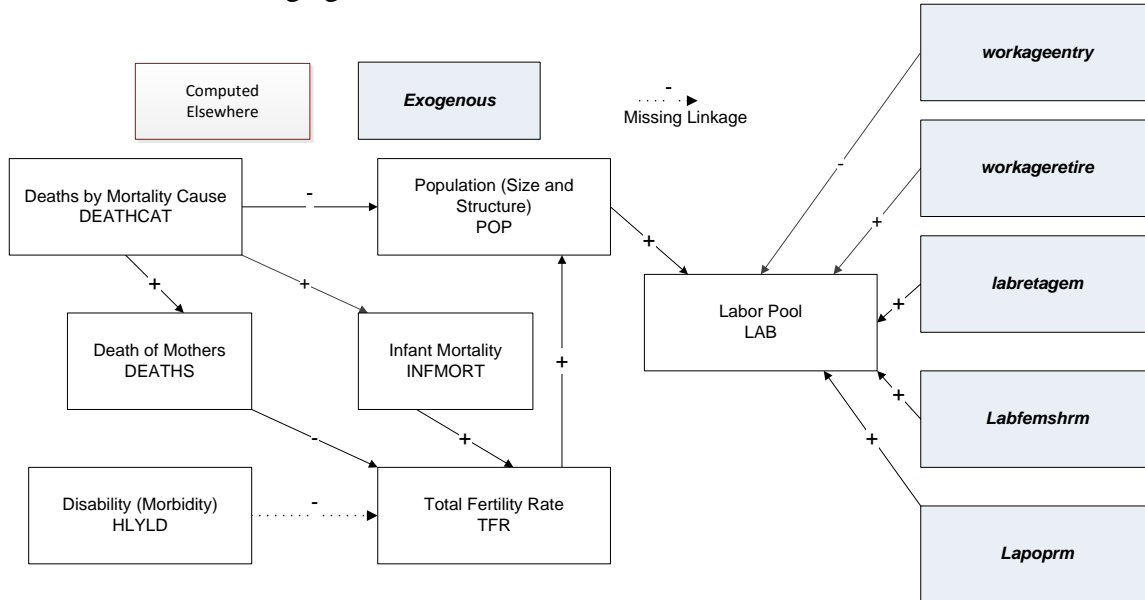 Computed
Elsewhere
Exogenous
-
Missing Linkage
workageentry
workageretire
labretagem
Labfemshrm
Lapoprm
Deaths by Mortality Cause
DEATHCAT
-
Population (Size and
Structure)
POP
+
-
+
+
+
+
Labor Pool
LAB
+
+
Death of Mothers
DEATHS
Infant Mortality
INFMORT
+
-
+
+
Disability (Morbidity)
HLYLD
-
Total Fertility Rate
TFR